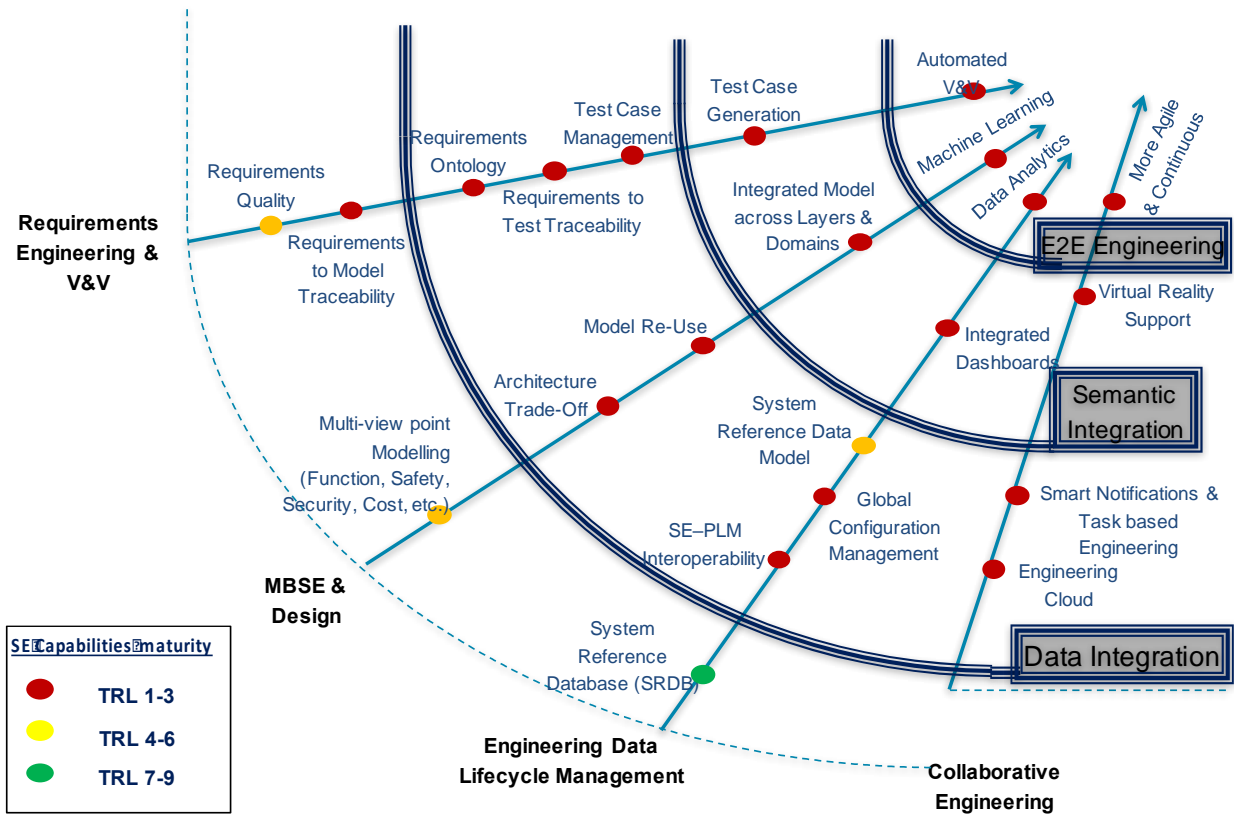 Automated
V&V
Test Case
Generation
Test Case
Management
Requirements
Ontology
Requirements
Quality
Requirements to
Test Traceability
Requirements
to Model
Traceability
Requirements
Engineering &
V&V
Machine Learning
Integrated Model
across Layers &
Domains
Model Re-Use
Architecture
Trade-Off
Multi-view point
Modelling
(Function, Safety,
Security, Cost, etc.)
MBSE &
Design
Data Analytics
Integrated
Dashboards
System
Reference Data
Model
Global
Configuration
Management
SE–PLM
Interoperability
System
Reference
Database (SRDB)
Engineering Data
Lifecycle Management
More Agile
& Continuous
E2E Engineering
Virtual Reality
Support
Semantic
Integration
Smart Notifications &
Task based
Engineering
Engineering
Cloud
Data Integration
Collaborative
Engineering
SE Capabilities maturity
TRL 1-3
TRL 4-6
TRL 7-9